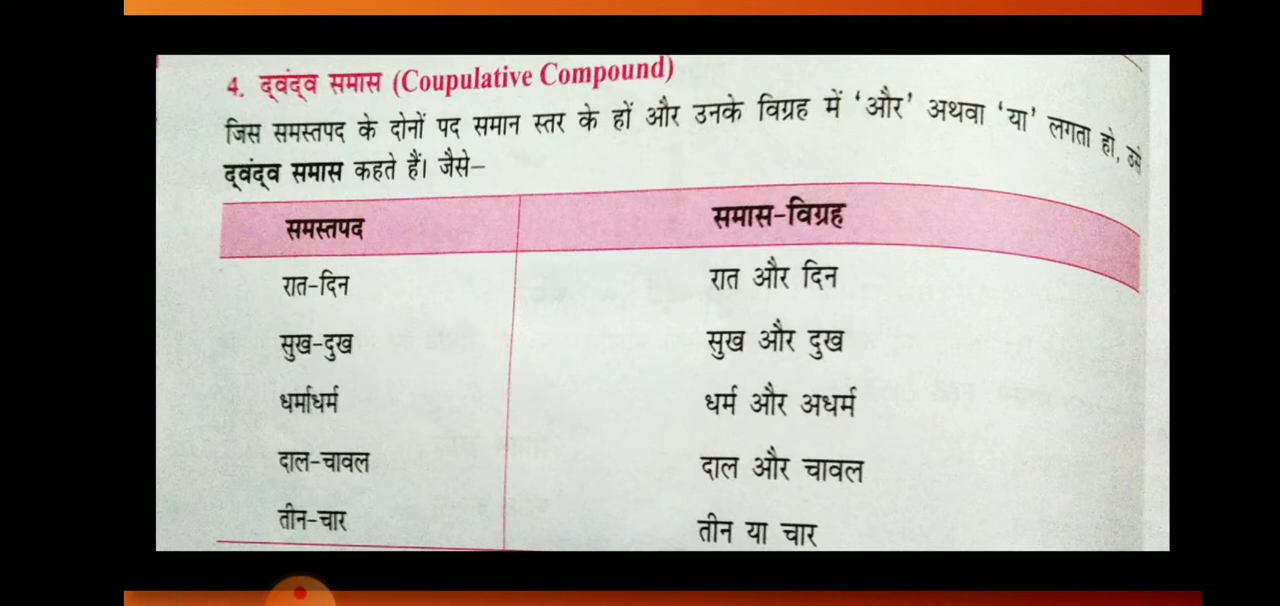 4. द्वंद्व समास (Coupulative Compound)
जिस समस्तपद के दोनों पद समान स्तर के हों और उनके विग्रह में ‘और’ अथवा ‘या’ लगता हो, उसे
द्वंद्व समास कहते हैं। जैसे–
समस्तपद समास-विग्रह
रात-दिन रात और दिन
सुख-दुख सुख और दुख
धर्माधर्म धर्म और अधर्म
दाल-चावल दाल और चावल
तीन-चार तीन या चार